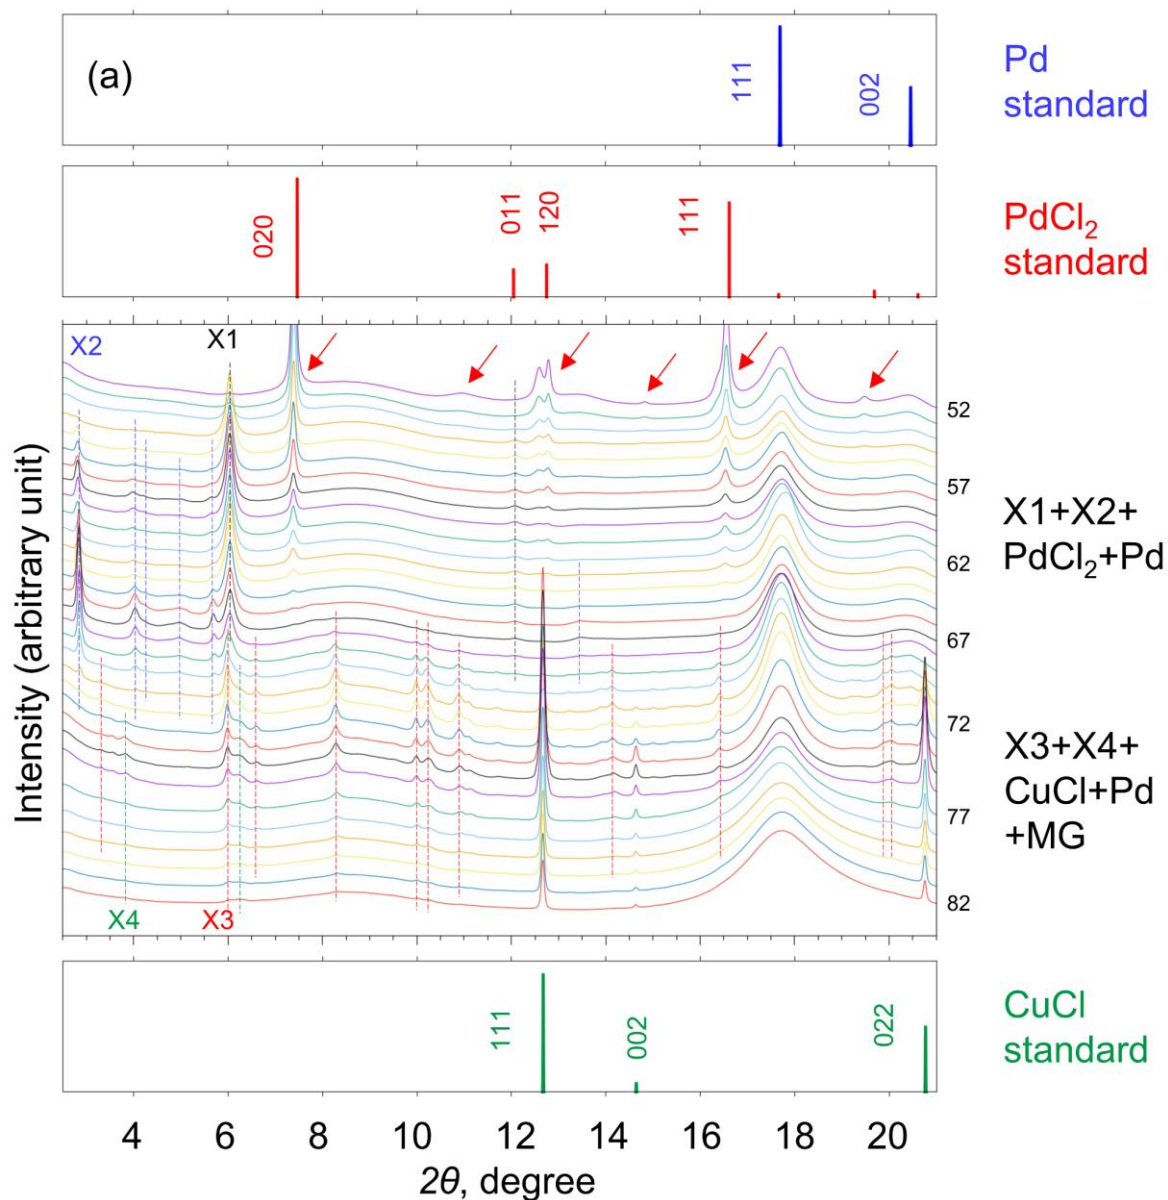 (a)
111
002
Pd
standard
020
011
120
111
PdCl₂
standard
X2
X1
52
57
62
67
72
77
82
X4
X3
Intensity (arbitrary unit)
X1+X2+
PdCl₂+Pd
X3+X4+
CuCl+Pd
+MG
111
002
022
CuCl
standard
4 6 8 10 12 14 16 18 20
2θ, degree